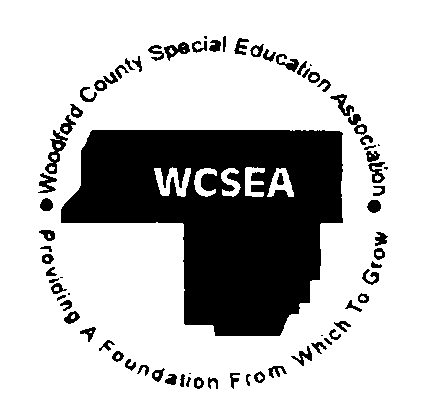 Woodford County Special Education Association
WCSEA
Providing A Foundation From Which To Grow